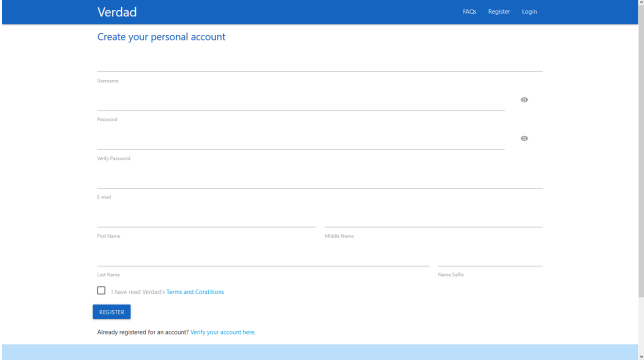 Verdad
FAQs Register Login
Create your personal account
Username
Password
Verify Password
E-mail
First Name Middle Name
Last Name Name Suffix
I have read Verdad's Terms and Conditions
REGISTER
Already registered for an account? Verify your account here.